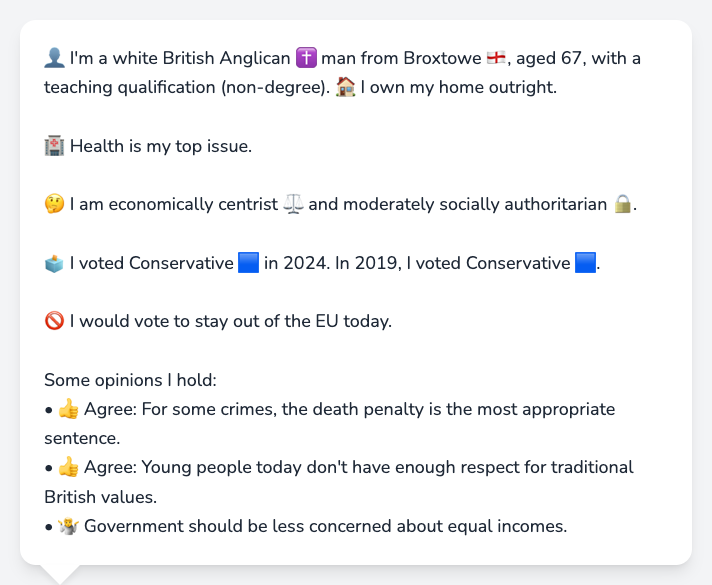 👤 I'm a white British Anglican ✝️ man from Broxtowe 🏴󠁧󠁢󠁥󠁮󠁧󠁿, aged 67, with a
teaching qualification (non-degree). 🏠 I own my home outright.
🏥 Health is my top issue.
🤔 I am economically centrist ⚖️ and moderately socially authoritarian 🔒.
🗳️ I voted Conservative 🟦 in 2024. In 2019, I voted Conservative 🟦.
🚫 I would vote to stay out of the EU today.
Some opinions I hold:
• 👍 Agree: For some crimes, the death penalty is the most appropriate
sentence.
• 👍 Agree: Young people today don't have enough respect for traditional
British values.
• 🤷 Government should be less concerned about equal incomes.